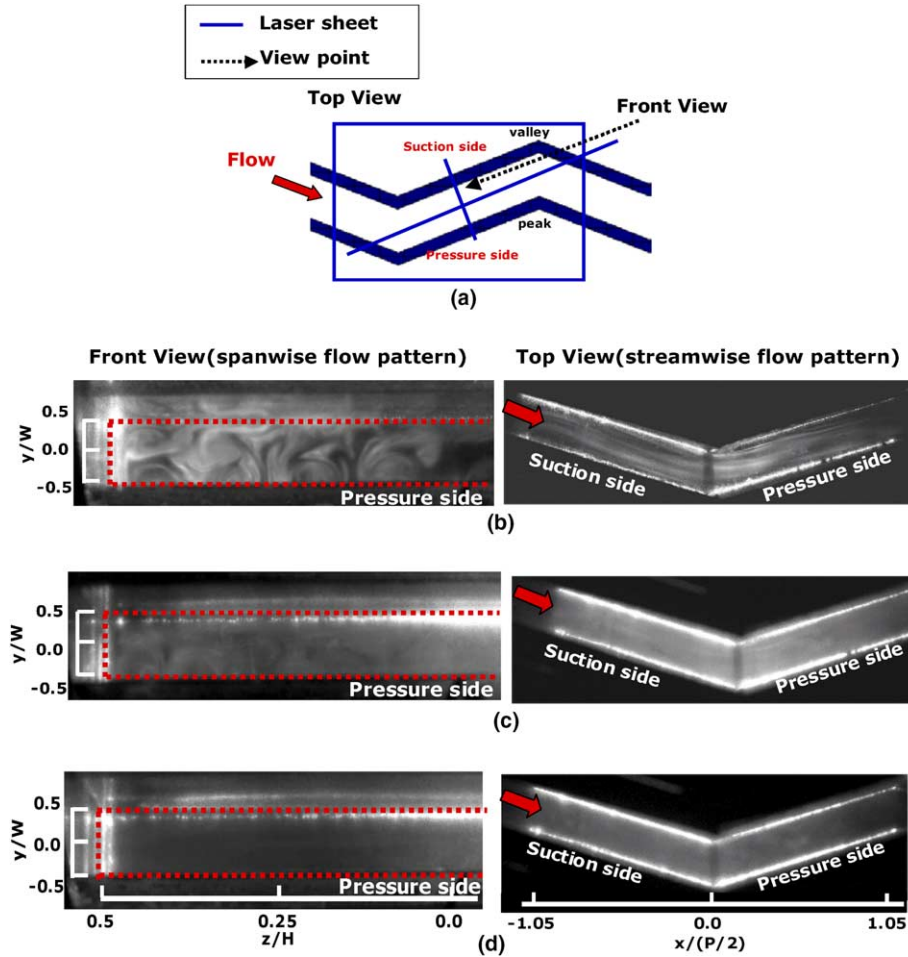 Laser sheet
View point
Top View
Front View
valley
Suction side
Flow
peak
Pressure side
(a)
Front View(spanwise flow pattern)
Top View(streamwise flow pattern)
y/W
0.5
0.0
-0.5
Pressure side
Suction side
Pressure side
(b)
y/W
0.5
0.0
-0.5
Pressure side
Suction side
Pressure side
(c)
y/W
0.5
0.0
-0.5
Pressure side
Suction side
Pressure side
0.5 0.25 0.0
z/H
-1.05 0.0 1.05
x/(P/2)
(d)